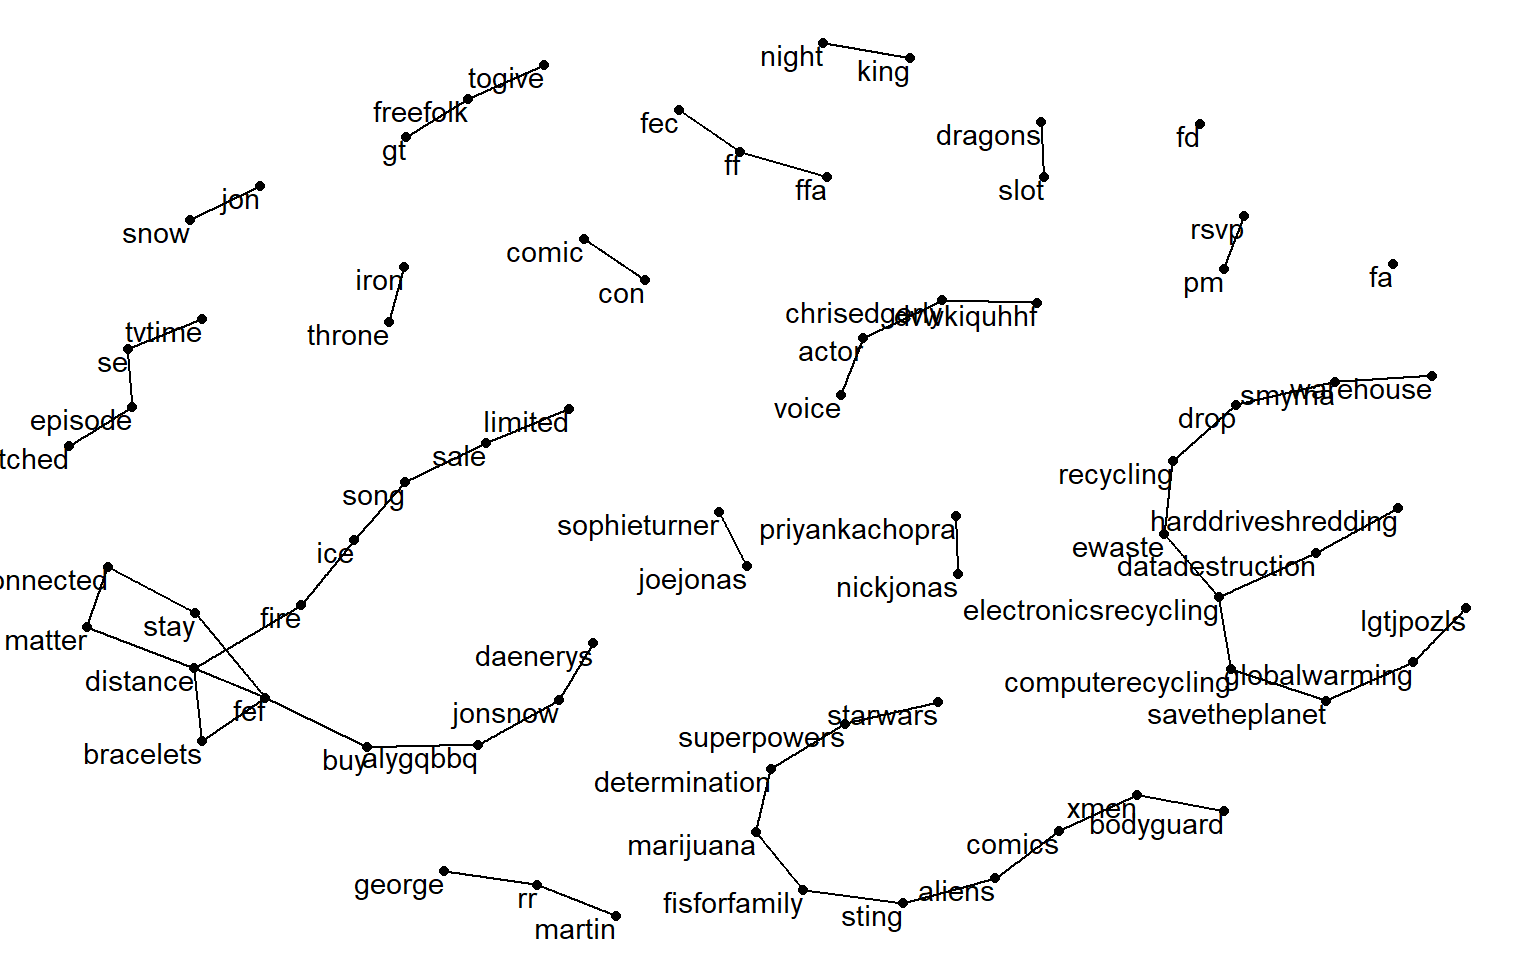 night
king
togive
freefolk
gt
fec
ff
ffa
dragons
slot
fd
jon
snow
comic
con
rsvp
pm
iron
throne
fa
tvtime
se
episode
tched
chrisedgerly
dvwkiquhhf
actor
voice
smyrna
warehouse
drop
recycling
limited
sale
song
ice
fire
sophieturner
joejonas
priyankachopra
nickjonas
harddriveshredding
ewaste
datadestruction
electronicsrecycling
lgtjpozls
computerecycling
globalwarming
savetheplanet
onnected
stay
matter
distance
fef
bracelets
daenerys
jonsnow
buy
alygqbbq
starwars
superpowers
determination
marijuana
xmen
bodyguard
comics
aliens
sting
fisforfamily
george
rr
martin